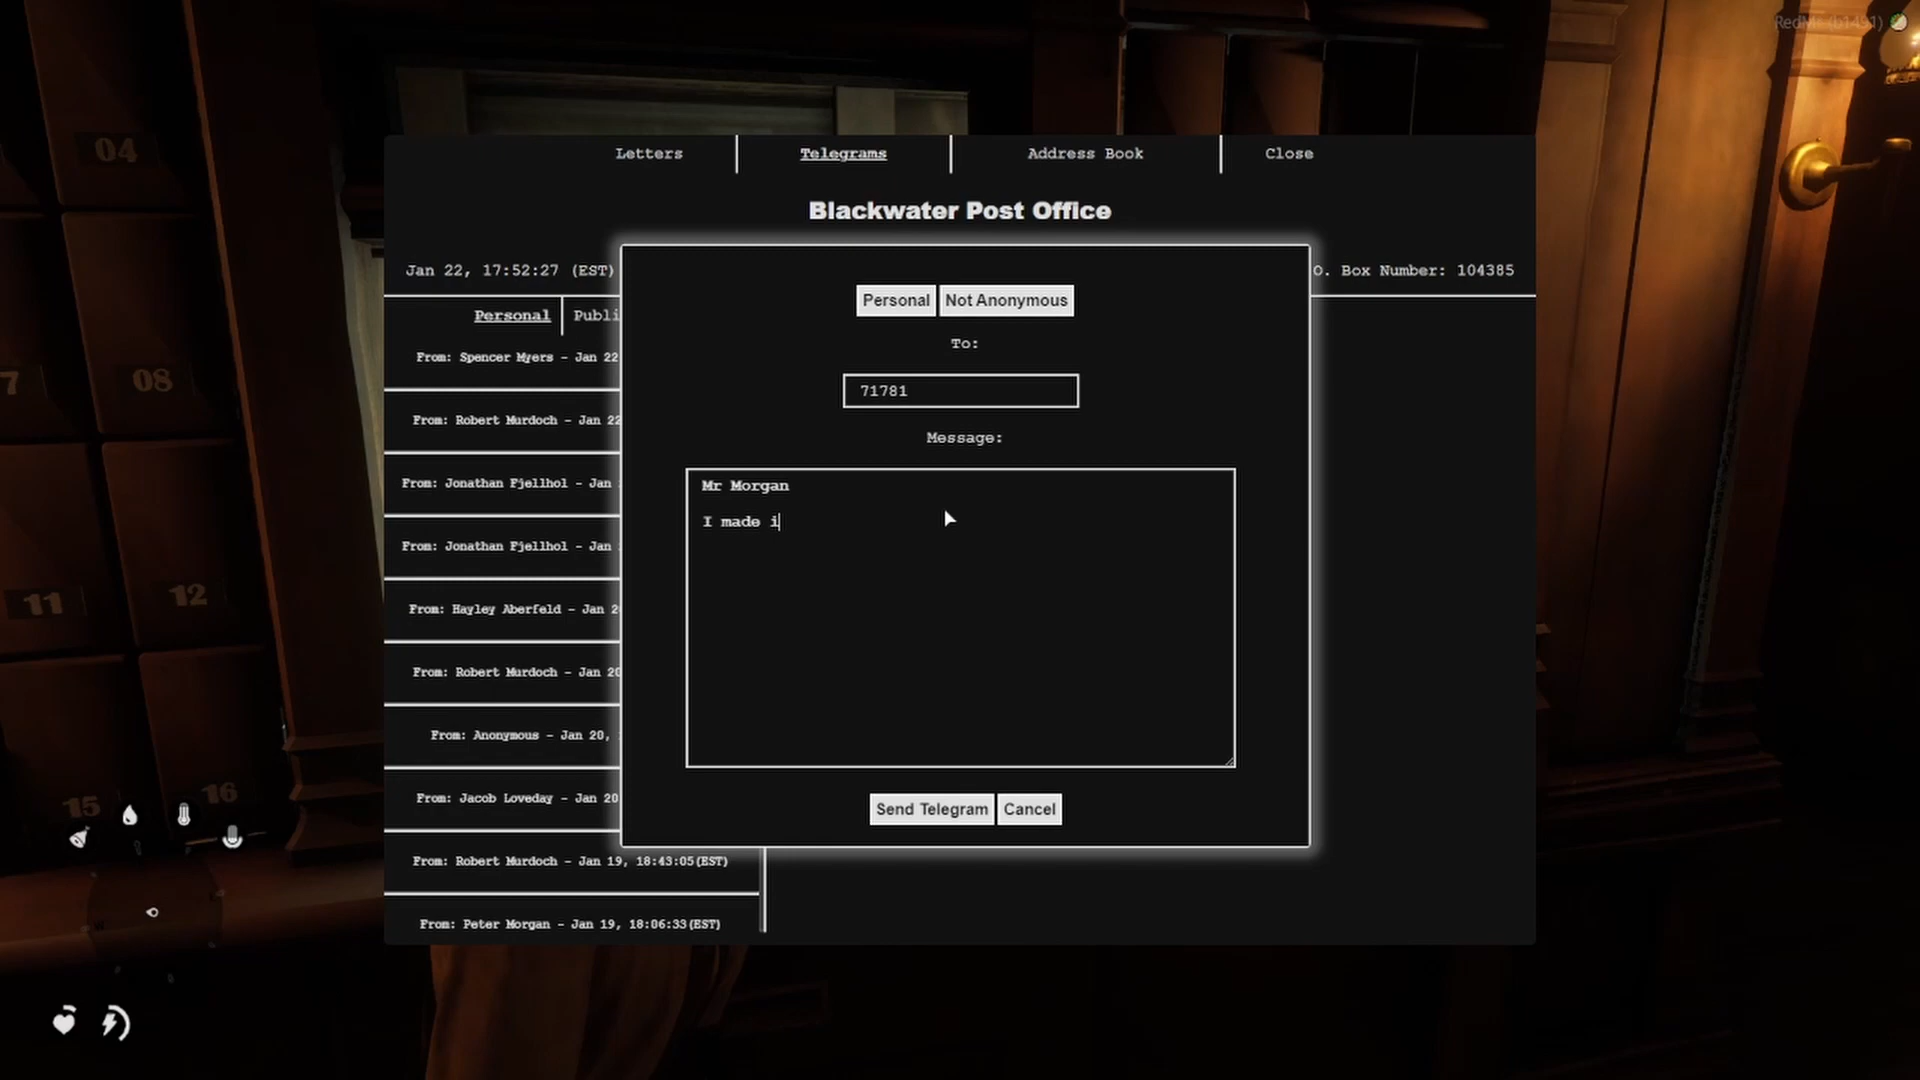 RedM® (b1491)
04
7
08
11
12
15
16
Letters
Telegrams
Address Book
Close
Blackwater Post Office
Jan 22, 17:52:27 (EST)
O. Box Number: 104385
Personal
Publi
From: Spencer Myers - Jan 22
From: Robert Murdoch - Jan 22
From: Jonathan Fjellhol - Jan
From: Jonathan Fjellhol - Jan
From: Hayley Aberfeld - Jan 2
From: Robert Murdoch - Jan 20
From: Anonymous - Jan 20,
From: Jacob Loveday - Jan 20
From: Robert Murdoch - Jan 19, 18:43:05(EST)
From: Peter Morgan - Jan 19, 18:06:33(EST)
Personal
Not Anonymous
To:
71781
Message:
Mr Morgan
I made i
Send Telegram
Cancel